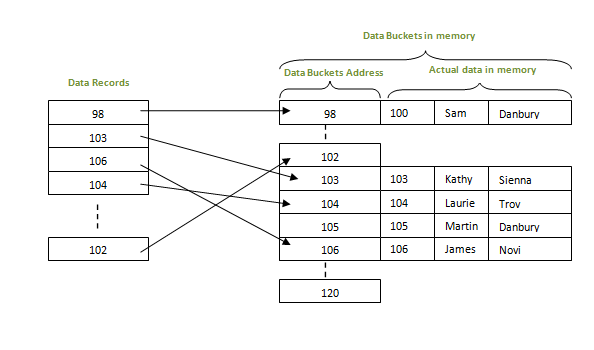 Data Buckets in memory
Data Records
Data Buckets Address
Actual data in memory
98
98 100 Sam Danbury
103
106
104
102
102
103 103 Kathy Sienna
104 104 Laurie Trov
105 105 Martin Danbury
106 106 James Novi
120